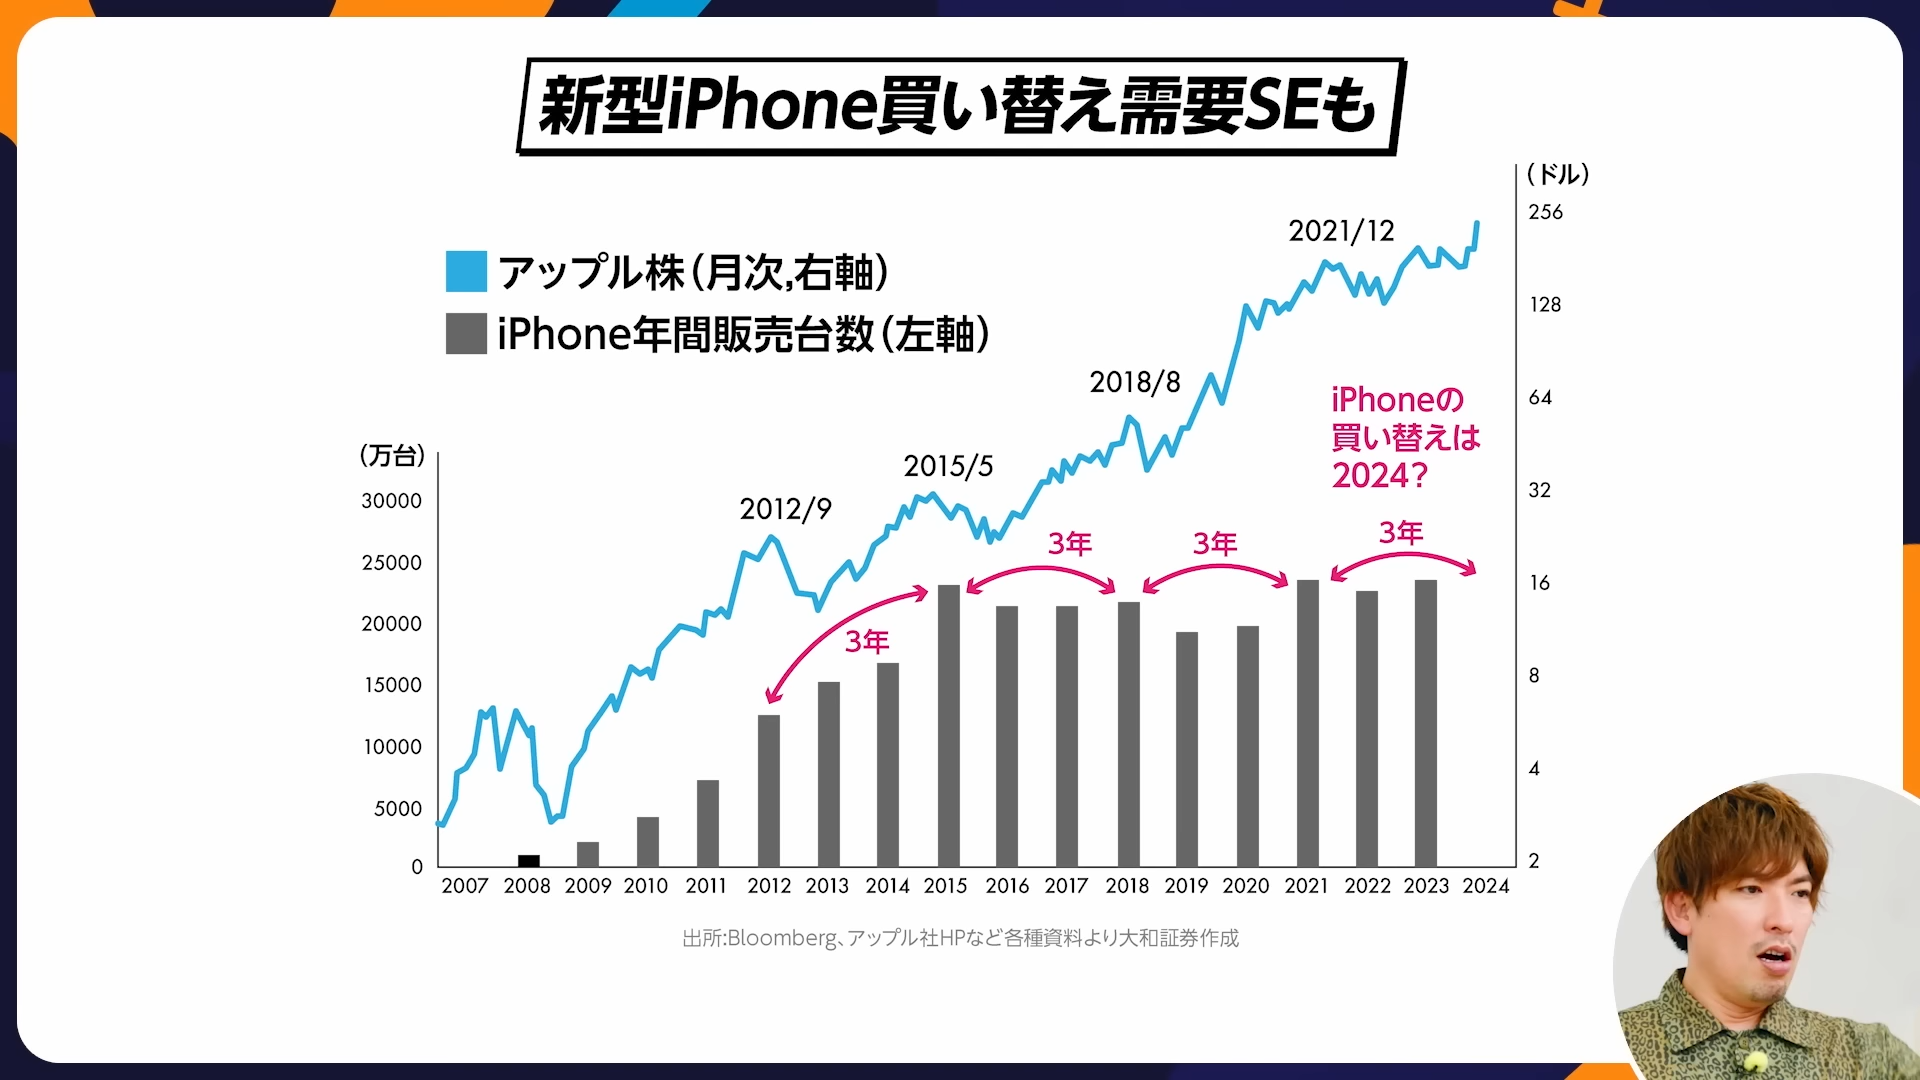 新型iPhone買い替え需要SEも
(ドル)
256
128
64
32
16
8
4
2
アップル株(月次,右軸)
iPhone年間販売台数(左軸)
(万台)
30000
25000
20000
15000
10000
5000
0
2012/9
2015/5
2018/8
2021/12
iPhoneの
買い替えは
2024?
3年
3年
3年
3年
2007 2008 2009 2010 2011 2012 2013 2014 2015 2016 2017 2018 2019 2020 2021 2022 2023 2024
出所:Bloomberg、アップル社HPなど各種資料より大和証券作成